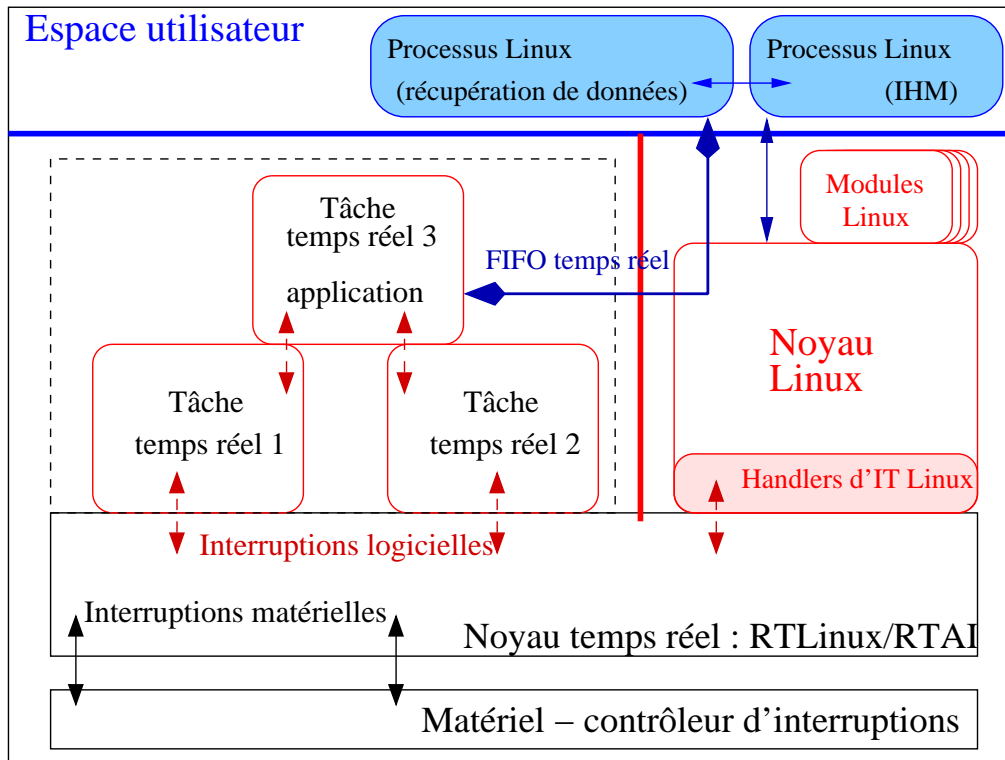 Espace utilisateur
Processus Linux
(récupération de données)
Processus Linux
(IHM)
Modules
Linux
Tâche
temps réel 3
application
FIFO temps réel
Noyau
Linux
Tâche
temps réel 1
Tâche
temps réel 2
Handlers d’IT Linux
Interruptions logicielles
Interruptions matérielles
Noyau temps réel : RTLinux/RTAI
Matériel – contrôleur d’interruptions